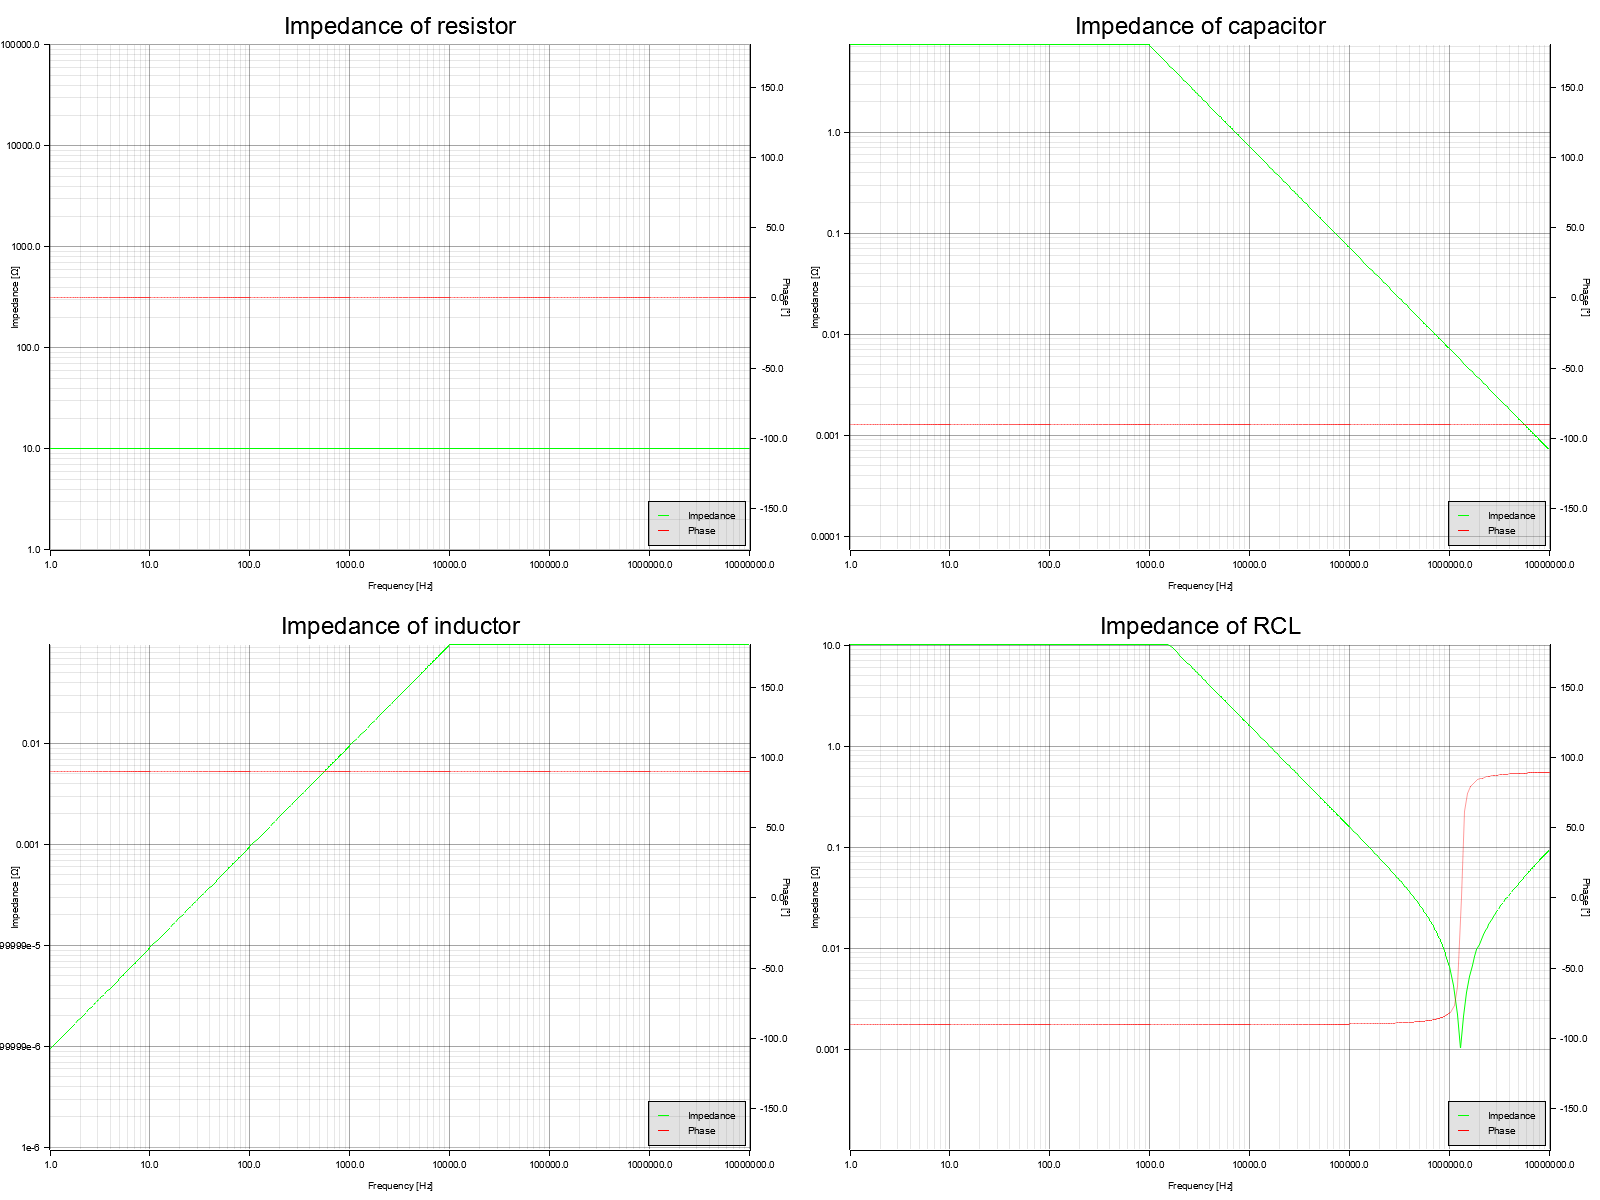 Impedance of resistor
100000.0
10000.0
1000.0
100.0
10.0
1.0
Impedance [Ω]
150.0
100.0
50.0
0.0
-50.0
-100.0
-150.0
Phase [°]
Impedance
Phase
1.0 10.0 100.0 1000.0 10000.0 100000.0 1000000.0 10000000.0
Frequency [Hz]
Impedance of capacitor
1.0
0.1
0.01
0.001
0.0001
Impedance [Ω]
150.0
100.0
50.0
0.0
-50.0
-100.0
-150.0
Phase [°]
Impedance
Phase
1.0 10.0 100.0 1000.0 10000.0 100000.0 1000000.0 10000000.0
Frequency [Hz]
Impedance of inductor
0.01
0.001
99999e-5
99999e-6
1e-6
Impedance [Ω]
150.0
100.0
50.0
0.0
-50.0
-100.0
-150.0
Phase [°]
Impedance
Phase
1.0 10.0 100.0 1000.0 10000.0 100000.0 1000000.0 10000000.0
Frequency [Hz]
Impedance of RCL
10.0
1.0
0.1
0.01
0.001
Impedance [Ω]
150.0
100.0
50.0
0.0
-50.0
-100.0
-150.0
Phase [°]
Impedance
Phase
1.0 10.0 100.0 1000.0 10000.0 100000.0 1000000.0 10000000.0
Frequency [Hz]